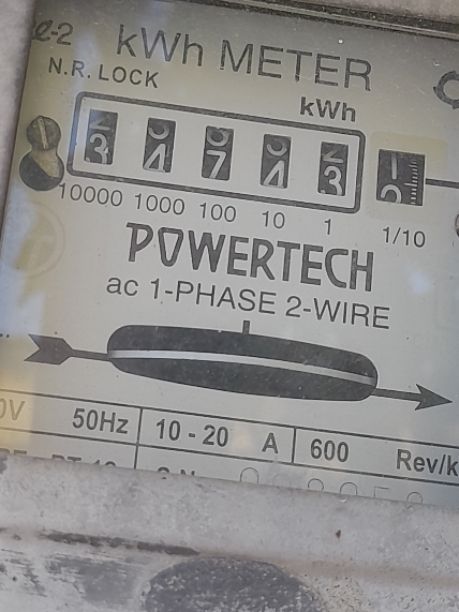 kWh METER
N.R. LOCK
kWh
3 4 7 4 3
10000 1000 100 10 1 1/10
POWERTECH
ac 1-PHASE 2-WIRE
50Hz 10 - 20 A 600 Rev/k